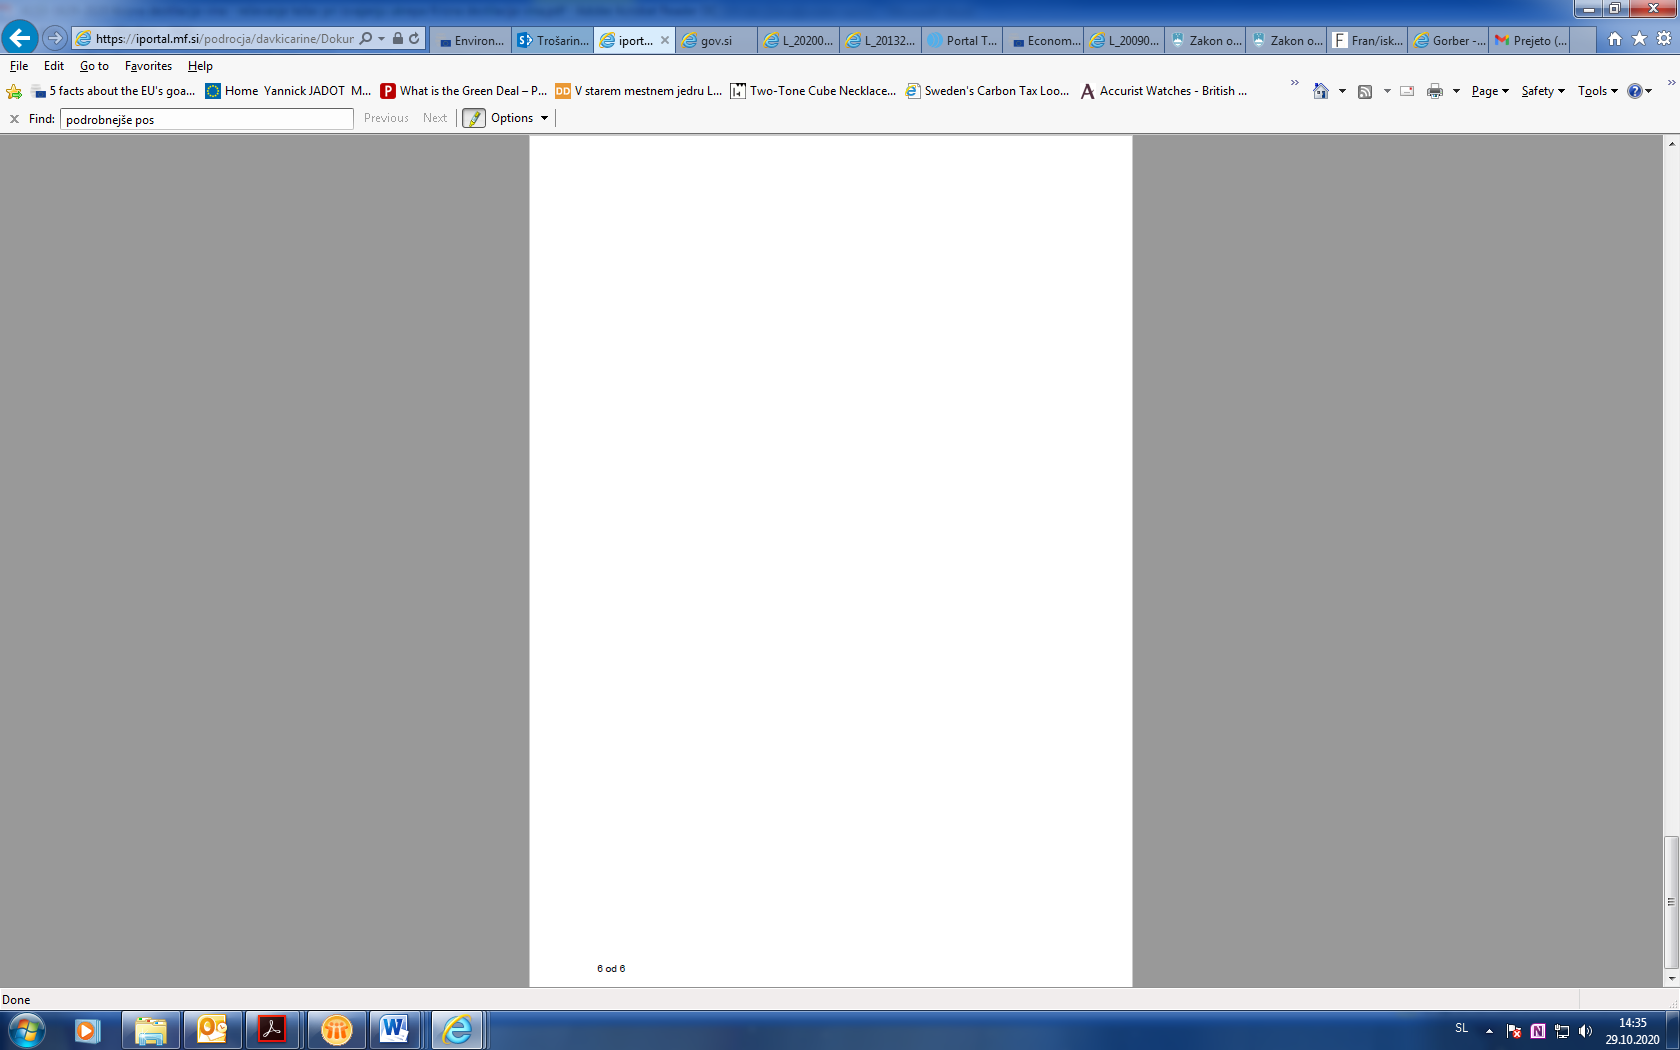 https://iportal.mf.si/podrocja/davkicarine/Dokur
Environ...
Trošarin...
iport...
gov.si
L_20200...
L_20132...
Portal T...
Econom...
L_20090...
Zakon o...
Zakon o...
Fran/isk...
Gorber -...
Prejeto (...
File Edit Go to Favorites Help
5 facts about the EU's goa...
Home Yannick JADOT M...
What is the Green Deal – P...
V starem mestnem jedru L...
Two-Tone Cube Necklace...
Sweden's Carbon Tax Loo...
Accurist Watches - British ...
Page Safety Tools
Find: podrobnejše pos Previous Next Options
6 od 6
Done
SL
14:35
29.10.2020